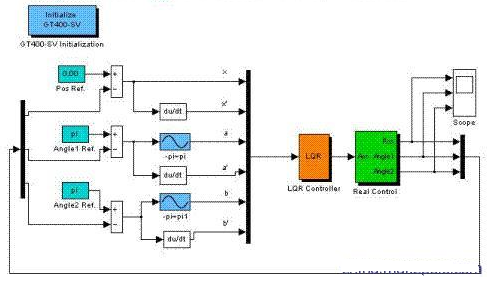 Initialize
GT400-SV
GT400-SV Initialization
0.00
Pos Ref.
x
du/dt
x'
pi
Angle1 Ref.
-pi=pi
a
du/dt
a'
pi
Angle2 Ref.
-pi=pi1
b
du/dt
b'
LQR
LQR Controller
Pos
Acc Angle1
Angle2
Real Control
Scope